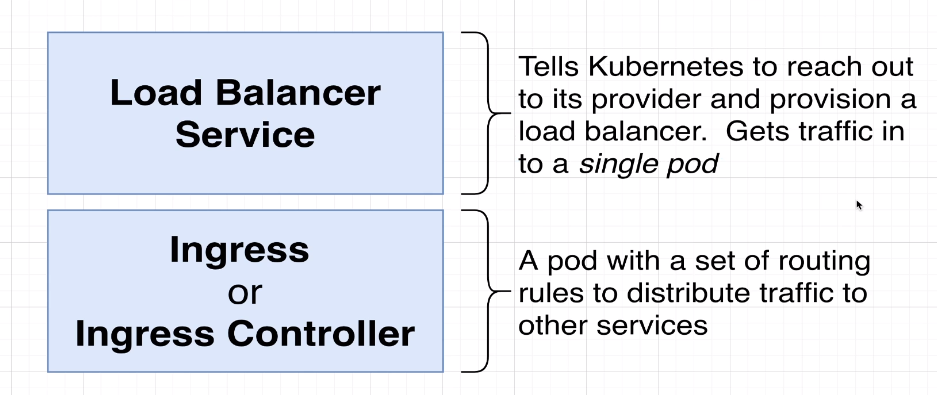 Load Balancer
Service
Tells Kubernetes to reach out
to its provider and provision a
load balancer.  Gets traffic in
to a single pod
Ingress
or
Ingress Controller
A pod with a set of routing
rules to distribute traffic to
other services